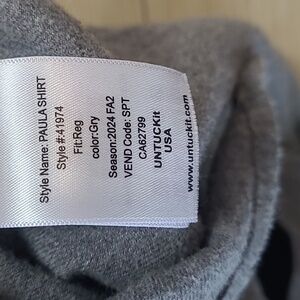 Style Name: PAULA SHIRT
Style #:41974
Fit:Reg
color:Gry
Season:2024 FA2
VEND Code: SPT
CA62799
UNTUCKit
USA
www.untuckit.com